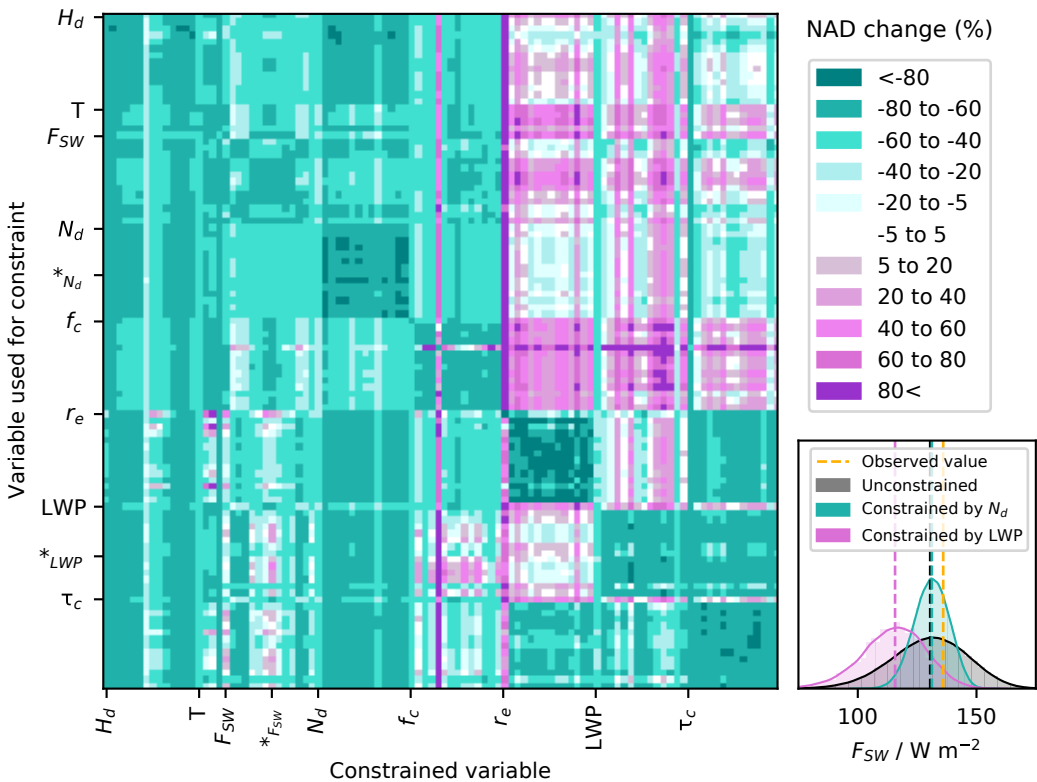 H_d
T
F_SW
N_d
*_N_d
f_c
r_e
LWP
*_LWP
τ_c
Variable used for constraint
H_d
T
F_SW
*_F_SW
N_d
f_c
r_e
LWP
τ_c
Constrained variable
NAD change (%)
<-80
-80 to -60
-60 to -40
-40 to -20
-20 to -5
-5 to 5
5 to 20
20 to 40
40 to 60
60 to 80
80<
Observed value
Unconstrained
Constrained by N_d
Constrained by LWP
100
150
F_SW / W m⁻²